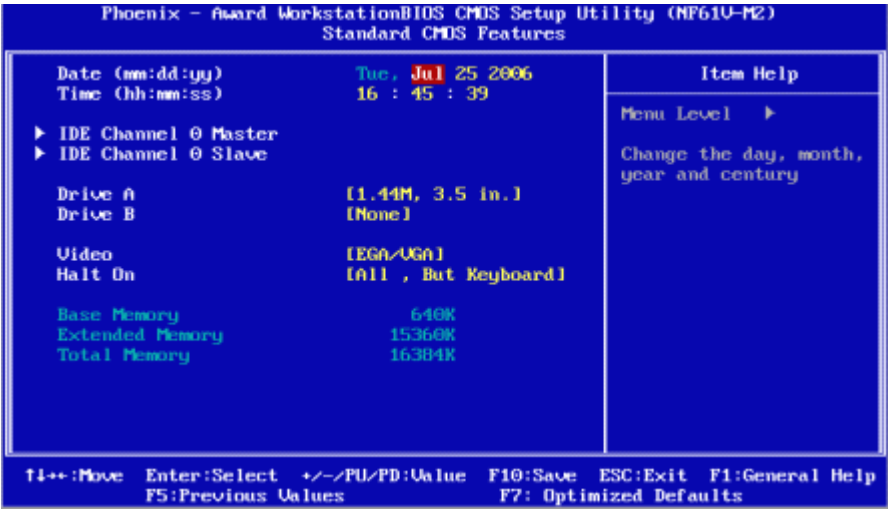 Phoenix - Award WorkstationBIOS CMOS Setup Utility (NF61V-M2)
Standard CMOS Features
Date (mm:dd:yy) Tue, Jul 25 2006
Time (hh:mm:ss) 16 : 45 : 39
▶ IDE Channel 0 Master
▶ IDE Channel 0 Slave
Drive A [1.44M, 3.5 in.]
Drive B [None]
Video [EGA/VGA]
Halt On [All , But Keyboard]
Base Memory 640K
Extended Memory 15360K
Total Memory 16384K
Item Help
Menu Level ▶
Change the day, month,
year and century
↑↓→←:Move Enter:Select +/-/PU/PD:Value F10:Save ESC:Exit F1:General Help
F5:Previous Values F7: Optimized Defaults